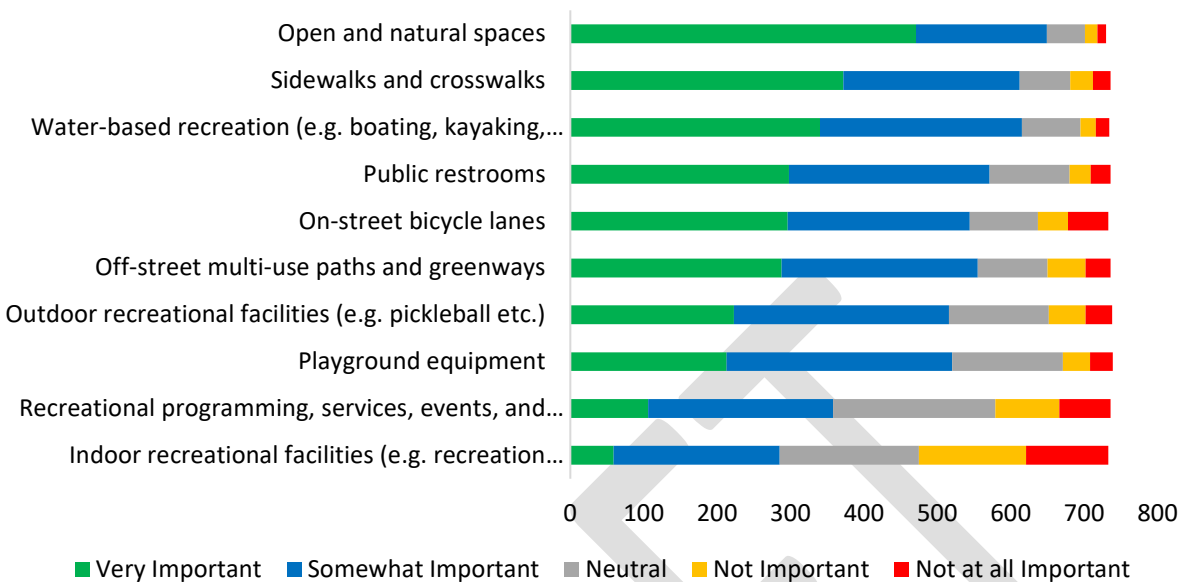 Open and natural spaces
Sidewalks and crosswalks
Water-based recreation (e.g. boating, kayaking,…
Public restrooms
On-street bicycle lanes
Off-street multi-use paths and greenways
Outdoor recreational facilities (e.g. pickleball etc.)
Playground equipment
Recreational programming, services, events, and…
Indoor recreational facilities (e.g. recreation…
0 100 200 300 400 500 600 700 800
Very Important Somewhat Important Neutral Not Important Not at all Important